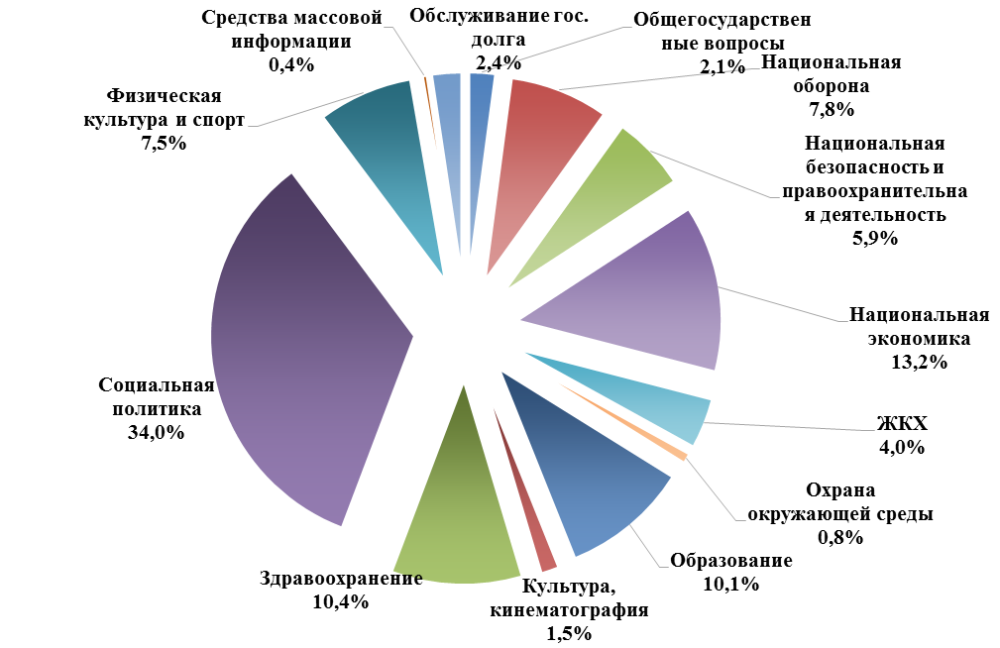 Средства массовой
информации
0,4%
Обслуживание гос.
долга
2,4%
Общегосударствен
ные вопросы
2,1%
Национальная
оборона
7,8%
Физическая
культура и спорт
7,5%
Национальная
безопасность и
правоохранительна
я деятельность
5,9%
Национальная
экономика
13,2%
Социальная
политика
34,0%
ЖКХ
4,0%
Охрана
окружающей среды
0,8%
Образование
10,1%
Здравоохранение
10,4%
Культура,
кинематография
1,5%